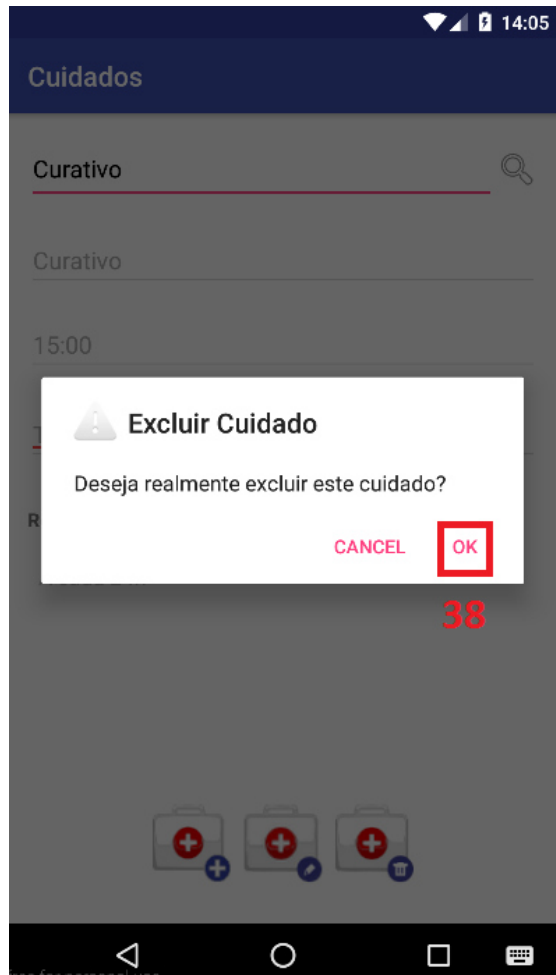 14:05
Cuidados
Curativo
Curativo
15:00
T
Excluir Cuidado
Deseja realmente excluir este cuidado?
R
CANCEL OK
38